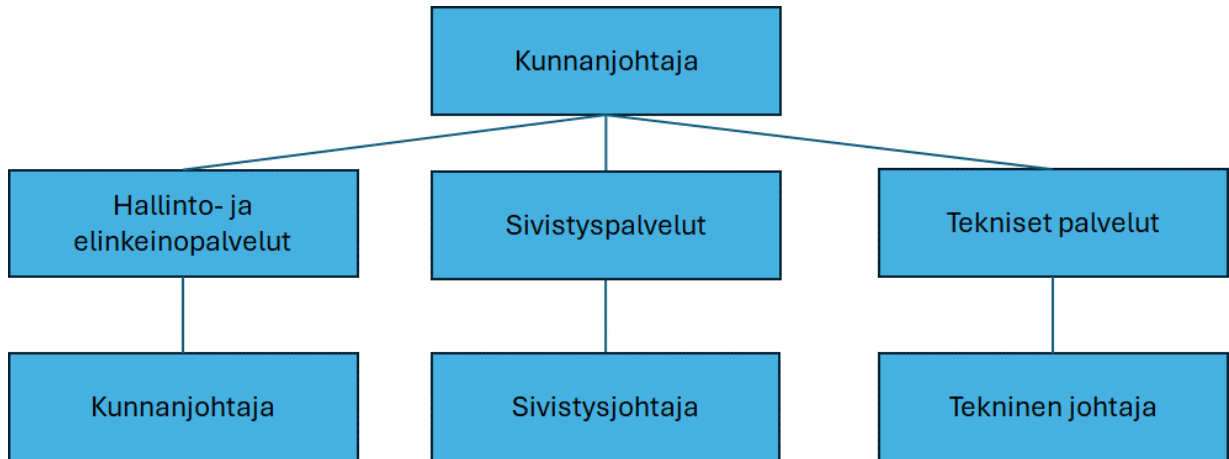 Kunnanjohtaja
Hallinto- ja
elinkeinopalvelut
Sivistyspalvelut
Tekniset palvelut
Kunnanjohtaja
Sivistysjohtaja
Tekninen johtaja